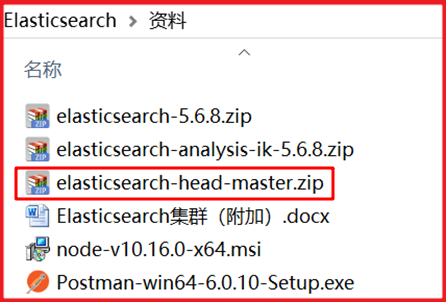 Elasticsearch > 资料
名称
elasticsearch-5.6.8.zip
elasticsearch-analysis-ik-5.6.8.zip
elasticsearch-head-master.zip
Elasticsearch集群（附加）.docx
node-v10.16.0-x64.msi
Postman-win64-6.0.10-Setup.exe